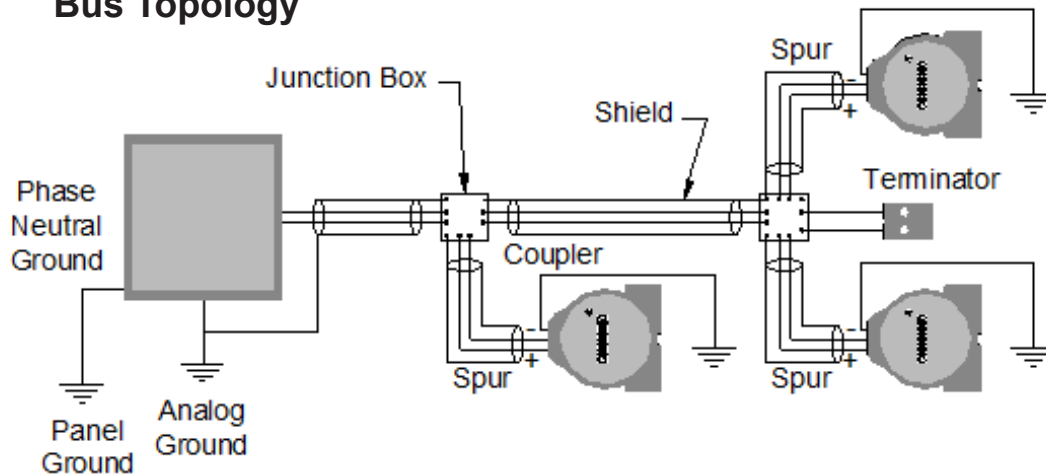 Bus Topology
Spur
Junction Box
-
+
Shield
Terminator
Phase
Neutral
Ground
Coupler
-
+
Spur
-
+
Spur
Analog
Ground
Panel
Ground